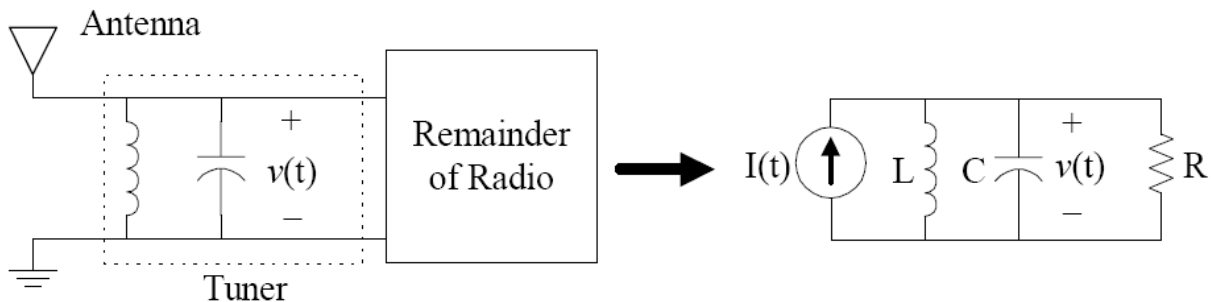 Antenna
+
v(t)
−
Tuner
Remainder
of Radio
I(t)
L
C
+
v(t)
−
R